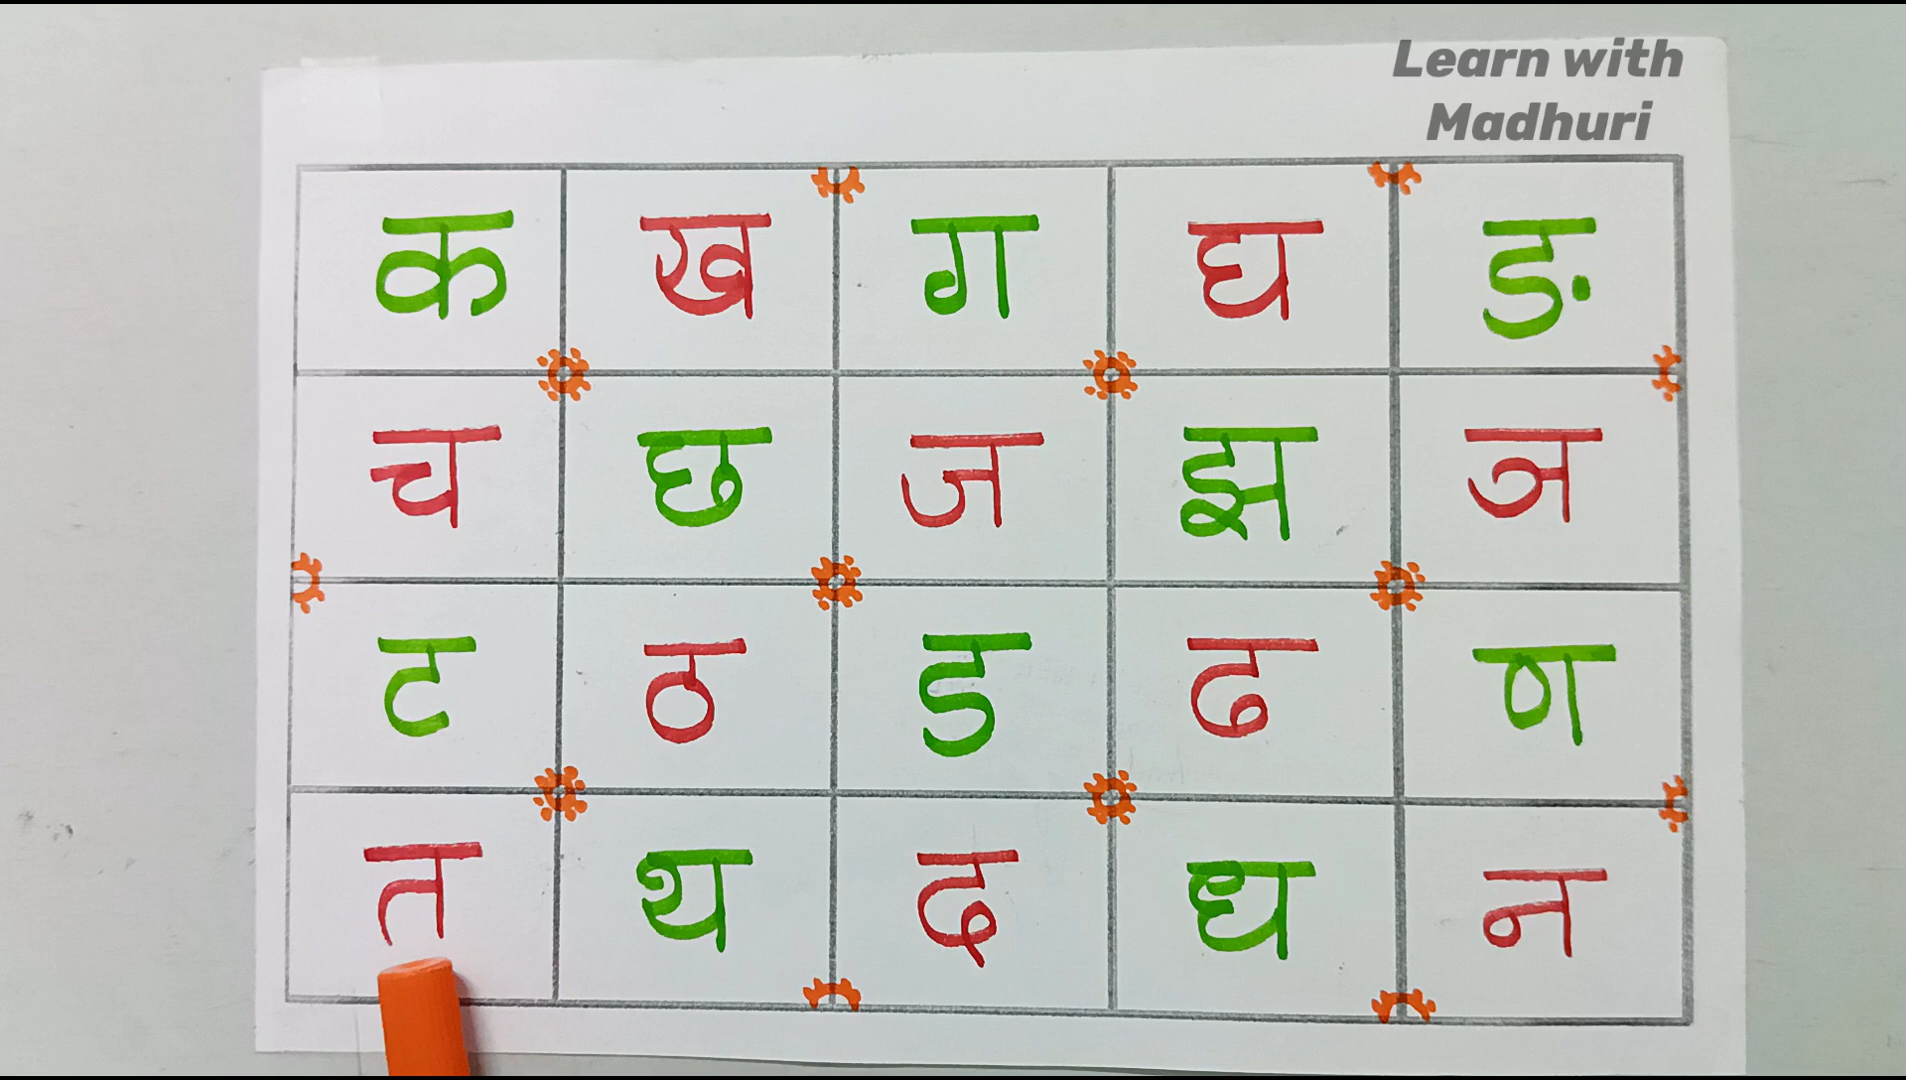 Learn with
Madhuri
क ख ग घ ङ
च छ ज झ ञ
ट ठ ड ढ ण
त थ द ध न